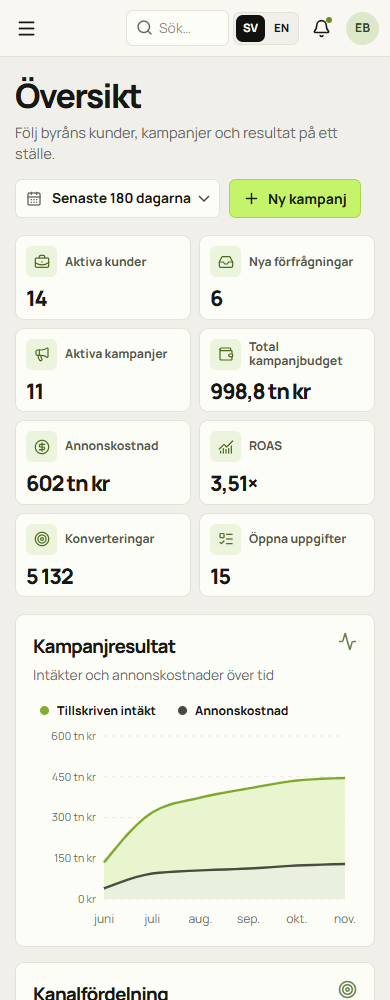 Sök...
SV
EN
EB
Översikt
Följ byråns kunder, kampanjer och resultat på ett
ställe.
Senaste 180 dagarna
Ny kampanj
Aktiva kunder
14
Nya förfrågningar
6
Aktiva kampanjer
11
Total
kampanjbudget
998,8 tn kr
Annonskostnad
602 tn kr
ROAS
3,51×
Konverteringar
5 132
Öppna uppgifter
15
Kampanjresultat
Intäkter och annonskostnader över tid
Tillskriven intäkt
Annonskostnad
600 tn kr
450 tn kr
300 tn kr
150 tn kr
0 kr
juni
juli
aug.
sep.
okt.
nov.
Kanalfördelning